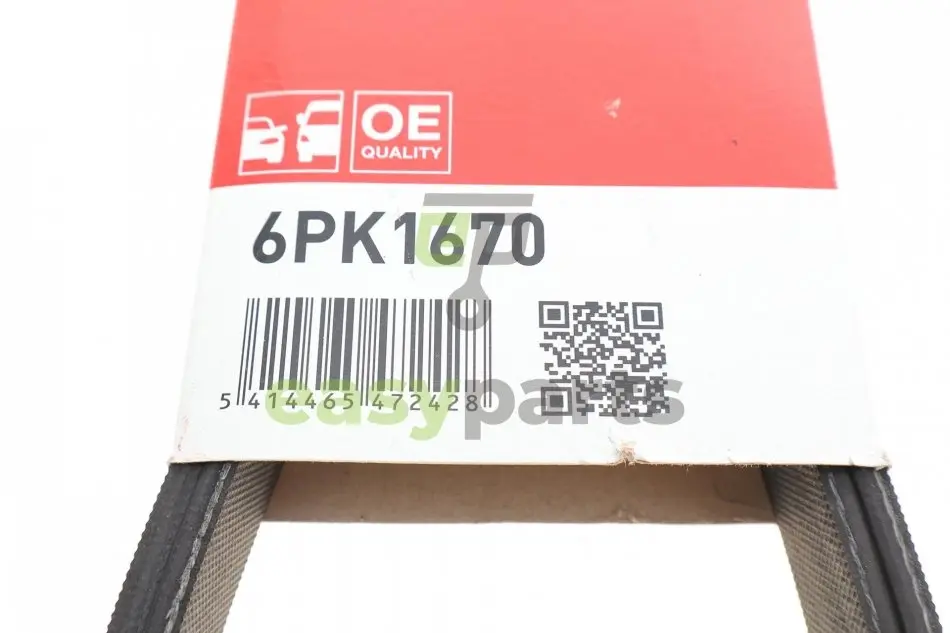 OE
QUALITY
6PK1670
5 414465 472428
easyparts